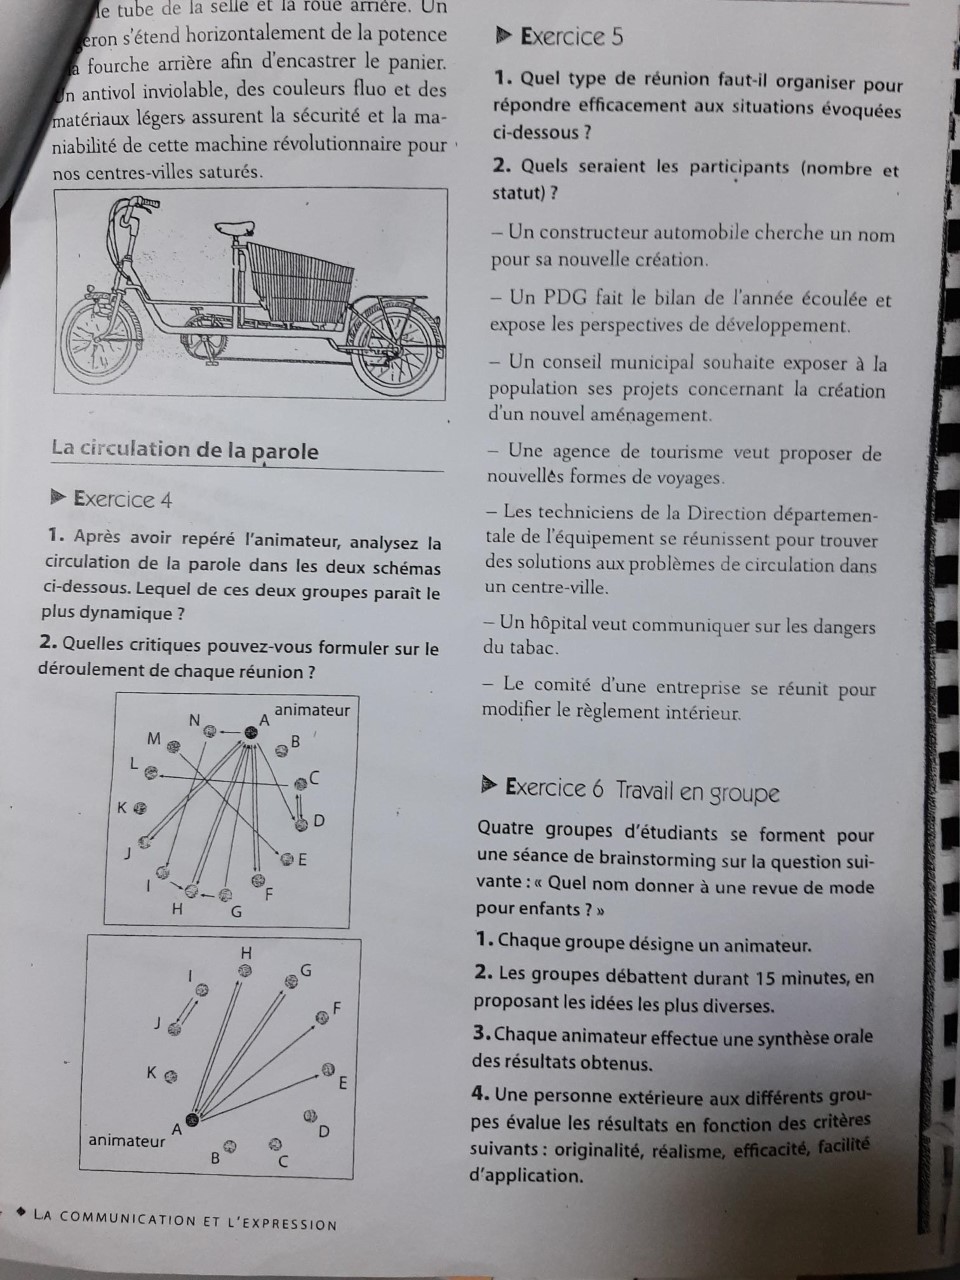 le tube de la selle et la roue arrière. Un
s'étend horizontalement de la potence
fourche arrière afin d'encastrer le panier.
Un antivol inviolable, des couleurs fluo et des
matériaux légers assurent la sécurité et la ma-
niabilité de cette machine révolutionnaire pour
nos centres-villes saturés.
La circulation de la parole
Exercice 4
1. Après avoir repéré l'animateur, analysez la
circulation de la parole dans les deux schémas
ci-dessous. Lequel de ces deux groupes paraît le
plus dynamique ?
2. Quelles critiques pouvez-vous formuler sur le
déroulement de chaque réunion ?
animateur
A
B
C
D
E
F
G
H
I
J
K
L
M
N
H
G
F
E
D
C
B
A
animateur
K
J
I
LA COMMUNICATION ET L'EXPRESSION
Exercice 5
1. Quel type de réunion faut-il organiser pour
répondre efficacement aux situations évoquées
ci-dessous ?
2. Quels seraient les participants (nombre et
statut) ?
– Un constructeur automobile cherche un nom
pour sa nouvelle création.
– Un PDG fait le bilan de l'année écoulée et
expose les perspectives de développement.
– Un conseil municipal souhaite exposer à la
population ses projets concernant la création
d'un nouvel aménagement.
– Une agence de tourisme veut proposer de
nouvelles formes de voyages.
– Les techniciens de la Direction départemen-
tale de l'équipement se réunissent pour trouver
des solutions aux problèmes de circulation dans
un centre-ville.
– Un hôpital veut communiquer sur les dangers
du tabac.
– Le comité d'une entreprise se réunit pour
modifier le règlement intérieur.
Exercice 6 Travail en groupe
Quatre groupes d'étudiants se forment pour
une séance de brainstorming sur la question sui-
vante : « Quel nom donner à une revue de mode
pour enfants ? »
1. Chaque groupe désigne un animateur.
2. Les groupes débattent durant 15 minutes, en
proposant les idées les plus diverses.
3. Chaque animateur effectue une synthèse orale
des résultats obtenus.
4. Une personne extérieure aux différents grou-
pes évalue les résultats en fonction des critères
suivants : originalité, réalisme, efficacité, facilité
d'application.